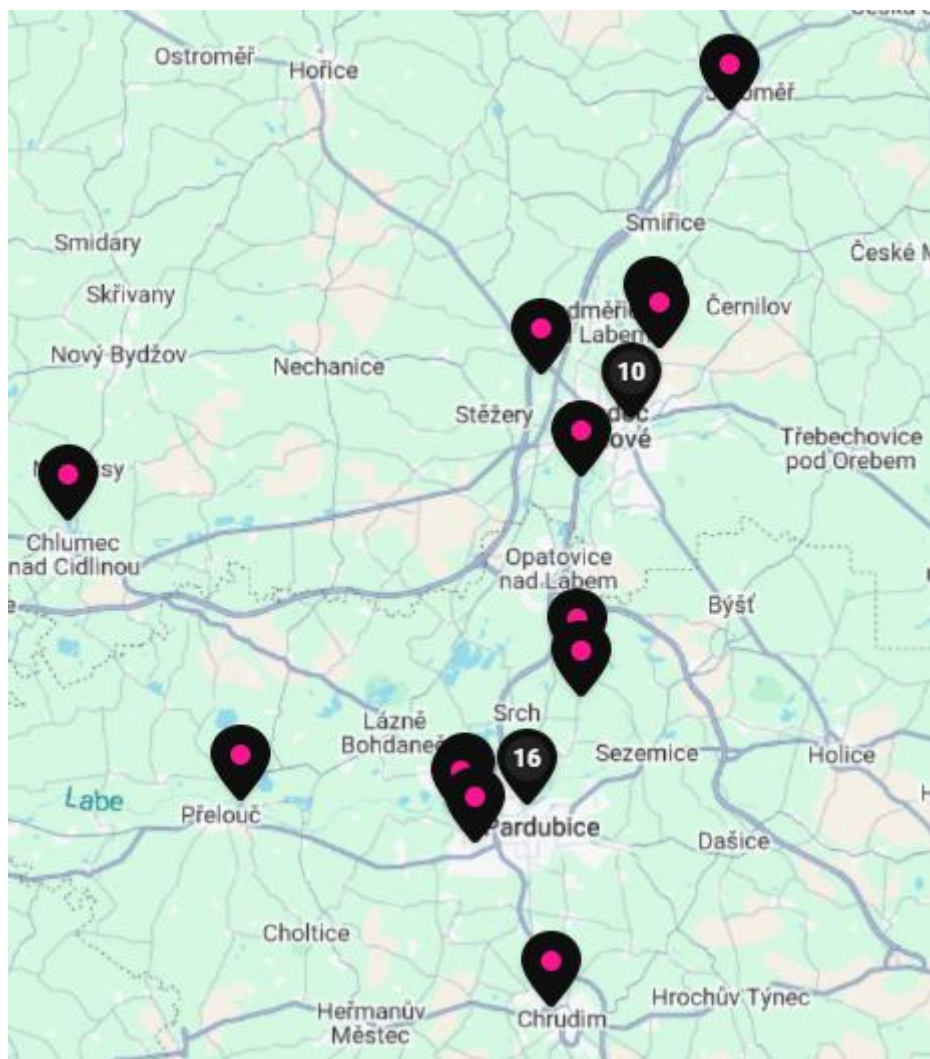 Ostroměř
Hořice
Smiřice
Smidary
České
Skřivany
Černilov
Nový Bydžov
Nechanice
10
Stěžery
Třebechovice
pod Orebem
Chlumec
nad Cidlinou
Opatovice
nad Labem
Býšť
Lázně
Bohdaneč
Srch
16
Sezemice
Holice
Labe
Přelouč
Pardubice
Dašice
Choltice
Heřmanův
Městec
Chrudim
Hrochův Týnec